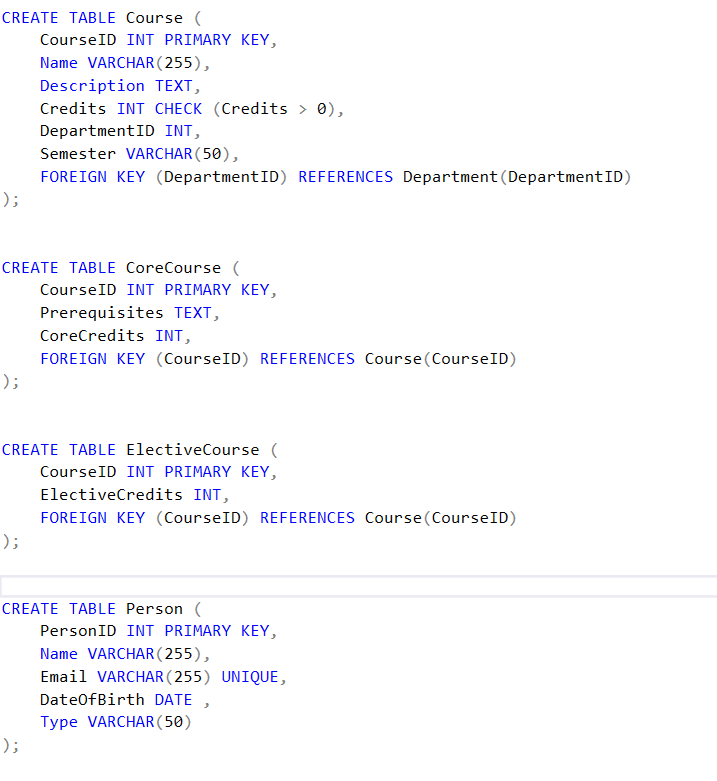 CREATE TABLE Course (
    CourseID INT PRIMARY KEY,
    Name VARCHAR(255),
    Description TEXT,
    Credits INT CHECK (Credits > 0),
    DepartmentID INT,
    Semester VARCHAR(50),
    FOREIGN KEY (DepartmentID) REFERENCES Department(DepartmentID)
);
CREATE TABLE CoreCourse (
    CourseID INT PRIMARY KEY,
    Prerequisites TEXT,
    CoreCredits INT,
    FOREIGN KEY (CourseID) REFERENCES Course(CourseID)
);
CREATE TABLE ElectiveCourse (
    CourseID INT PRIMARY KEY,
    ElectiveCredits INT,
    FOREIGN KEY (CourseID) REFERENCES Course(CourseID)
);
CREATE TABLE Person (
    PersonID INT PRIMARY KEY,
    Name VARCHAR(255),
    Email VARCHAR(255) UNIQUE,
    DateOfBirth DATE ,
    Type VARCHAR(50)
);